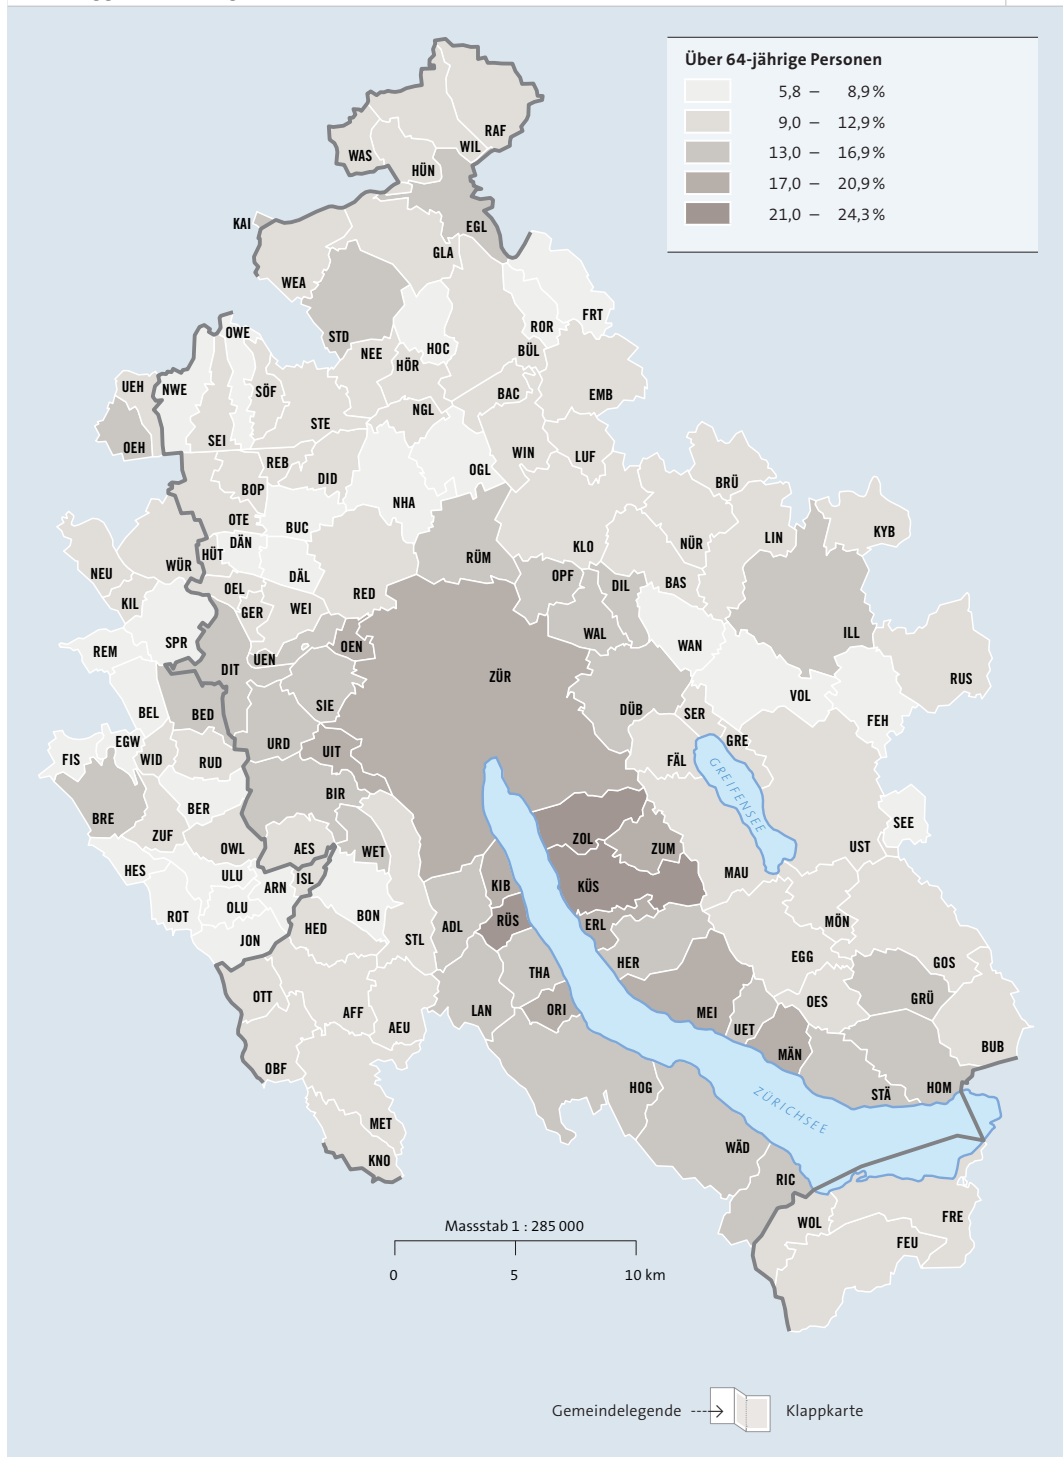 Über 64-jährige Personen
5,8 – 8,9 %
9,0 – 12,9 %
13,0 – 16,9 %
17,0 – 20,9 %
21,0 – 24,3 %
RAF
WAS
WIL
HÜN
KAI
EGL
GLA
WEA
FRT
ROR
OWE
STD
HOC
NEE
BÜL
HÖR
UEH
NWE
SÖF
BAC
EMB
NGL
STE
SEI
OEH
WIN
LUF
REB
OGL
DID
BRÜ
BOP
NHA
OTE
BUC
LIN
KYB
DÄN
NÜR
KLO
HÜT
RÜM
WÜR
NEU
DÄL
OPF
BAS
DIL
OEL
RED
KIL
GER
WEI
WAL
ILL
SPR
OEN
WAN
REM
UEN
DIT
ZÜR
RUS
VOL
SIE
DÜB
BEL
BED
SER
FEH
EGW
URD
GRE
UIT
FIS
WID
RUD
FÄL
GREIFENSEE
BIR
BER
BRE
SEE
ZUF
ZOL
OWL
AES
WET
ZUM
UST
HES
ULU
MAU
ISL
ARN
KIB
KÜS
OLU
ROT
BON
RÜS
MÖN
ERL
HED
ADL
JON
STL
EGG
HER
GOS
THA
OTT
GRÜ
OES
ORI
LAN
AFF
MEI
AEU
UET
BUB
MÄN
OBF
HOG
HOM
STÄ
ZÜRICHSEE
MET
WÄD
KNO
RIC
FRE
WOL
FEU
Massstab 1 : 285 000
0 5 10 km
Gemeindelegende Klappkarte